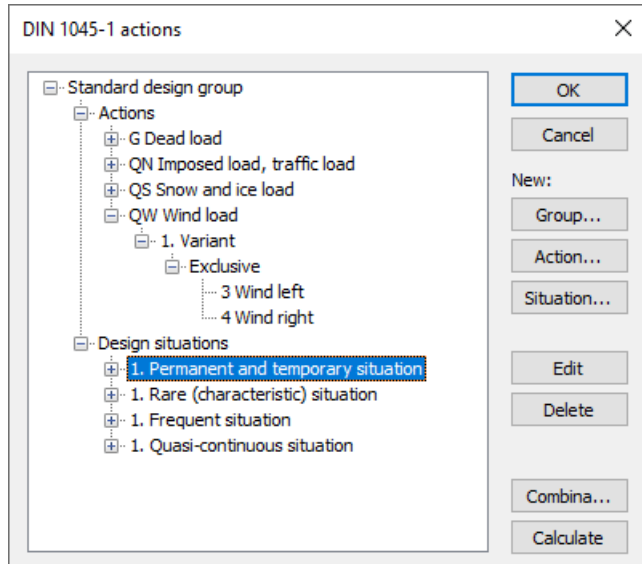 DIN 1045-1 actions
Standard design group
Actions
G Dead load
QN Imposed load, traffic load
QS Snow and ice load
QW Wind load
1. Variant
Exclusive
3 Wind left
4 Wind right
Design situations
1. Permanent and temporary situation
1. Rare (characteristic) situation
1. Frequent situation
1. Quasi-continuous situation
OK
Cancel
New:
Group...
Action...
Situation...
Edit
Delete
Combina...
Calculate